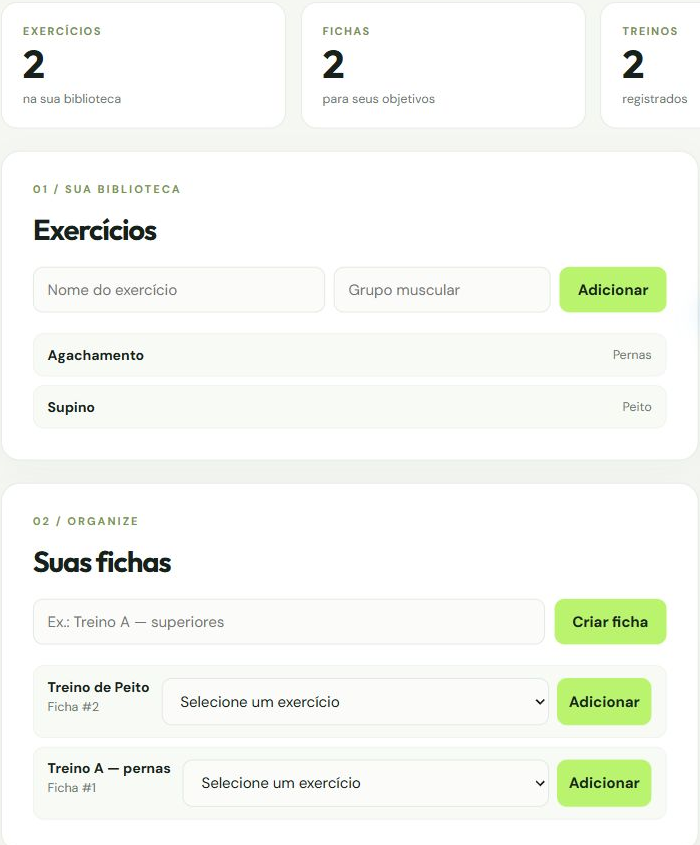 EXERCÍCIOS
2
na sua biblioteca
FICHAS
2
para seus objetivos
TREINOS
2
registrados
01 / SUA BIBLIOTECA
Exercícios
Nome do exercício
Grupo muscular
Adicionar
Agachamento
Pernas
Supino
Peito
02 / ORGANIZE
Suas fichas
Ex.: Treino A — superiores
Criar ficha
Treino de Peito
Ficha #2
Selecione um exercício
Adicionar
Treino A — pernas
Ficha #1
Selecione um exercício
Adicionar